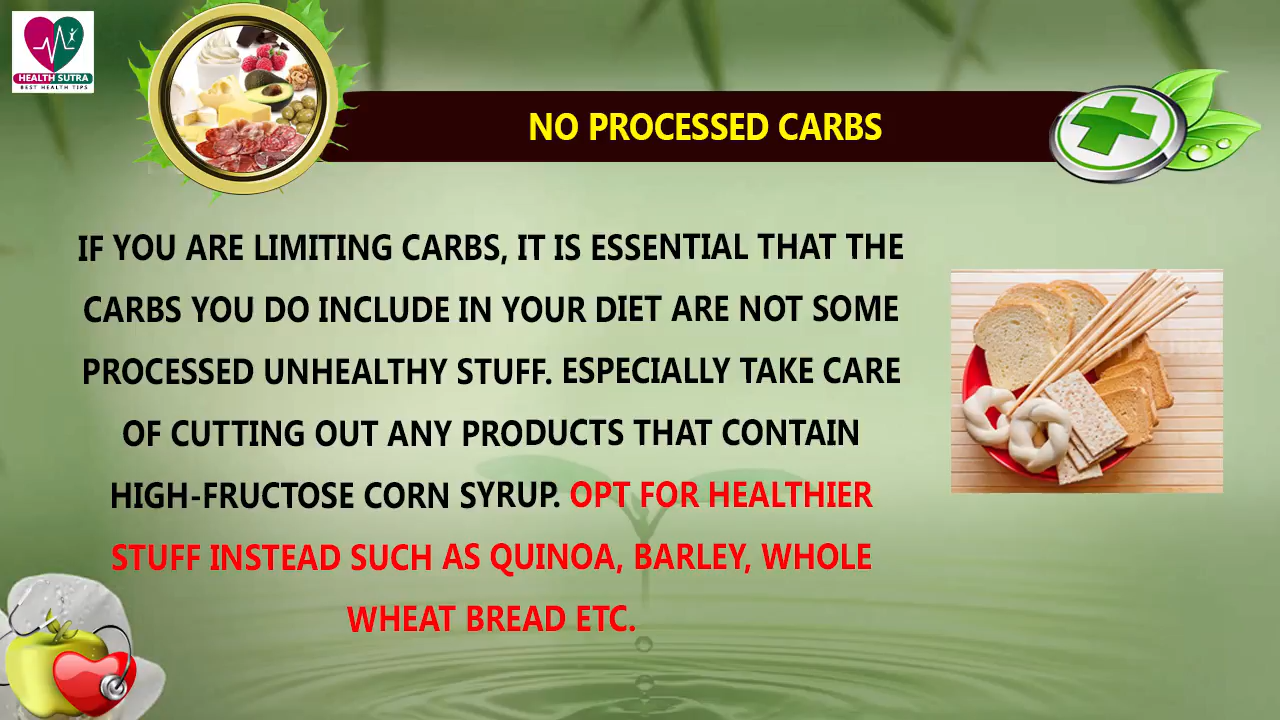 HEALTH SUTRA
BEST HEALTH TIPS
NO PROCESSED CARBS
IF YOU ARE LIMITING CARBS, IT IS ESSENTIAL THAT THE
CARBS YOU DO INCLUDE IN YOUR DIET ARE NOT SOME
PROCESSED UNHEALTHY STUFF. ESPECIALLY TAKE CARE
OF CUTTING OUT ANY PRODUCTS THAT CONTAIN
HIGH-FRUCTOSE CORN SYRUP. OPT FOR HEALTHIER
STUFF INSTEAD SUCH AS QUINOA, BARLEY, WHOLE
WHEAT BREAD ETC.